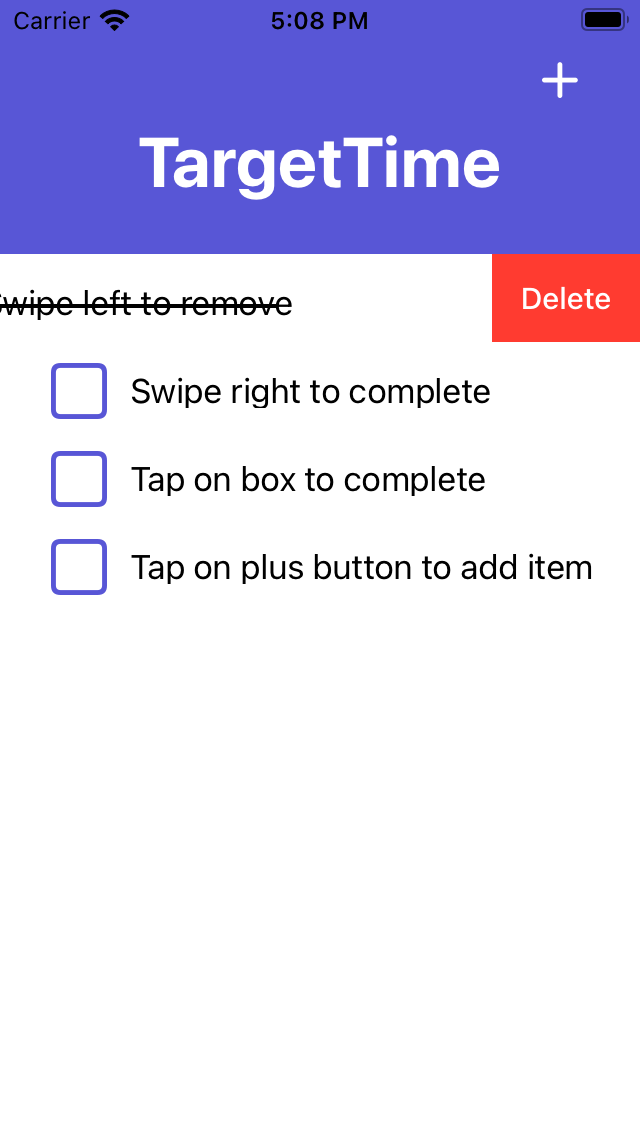 Carrier 5:08 PM
TargetTime
Swipe left to remove Delete
Swipe right to complete
Tap on box to complete
Tap on plus button to add item